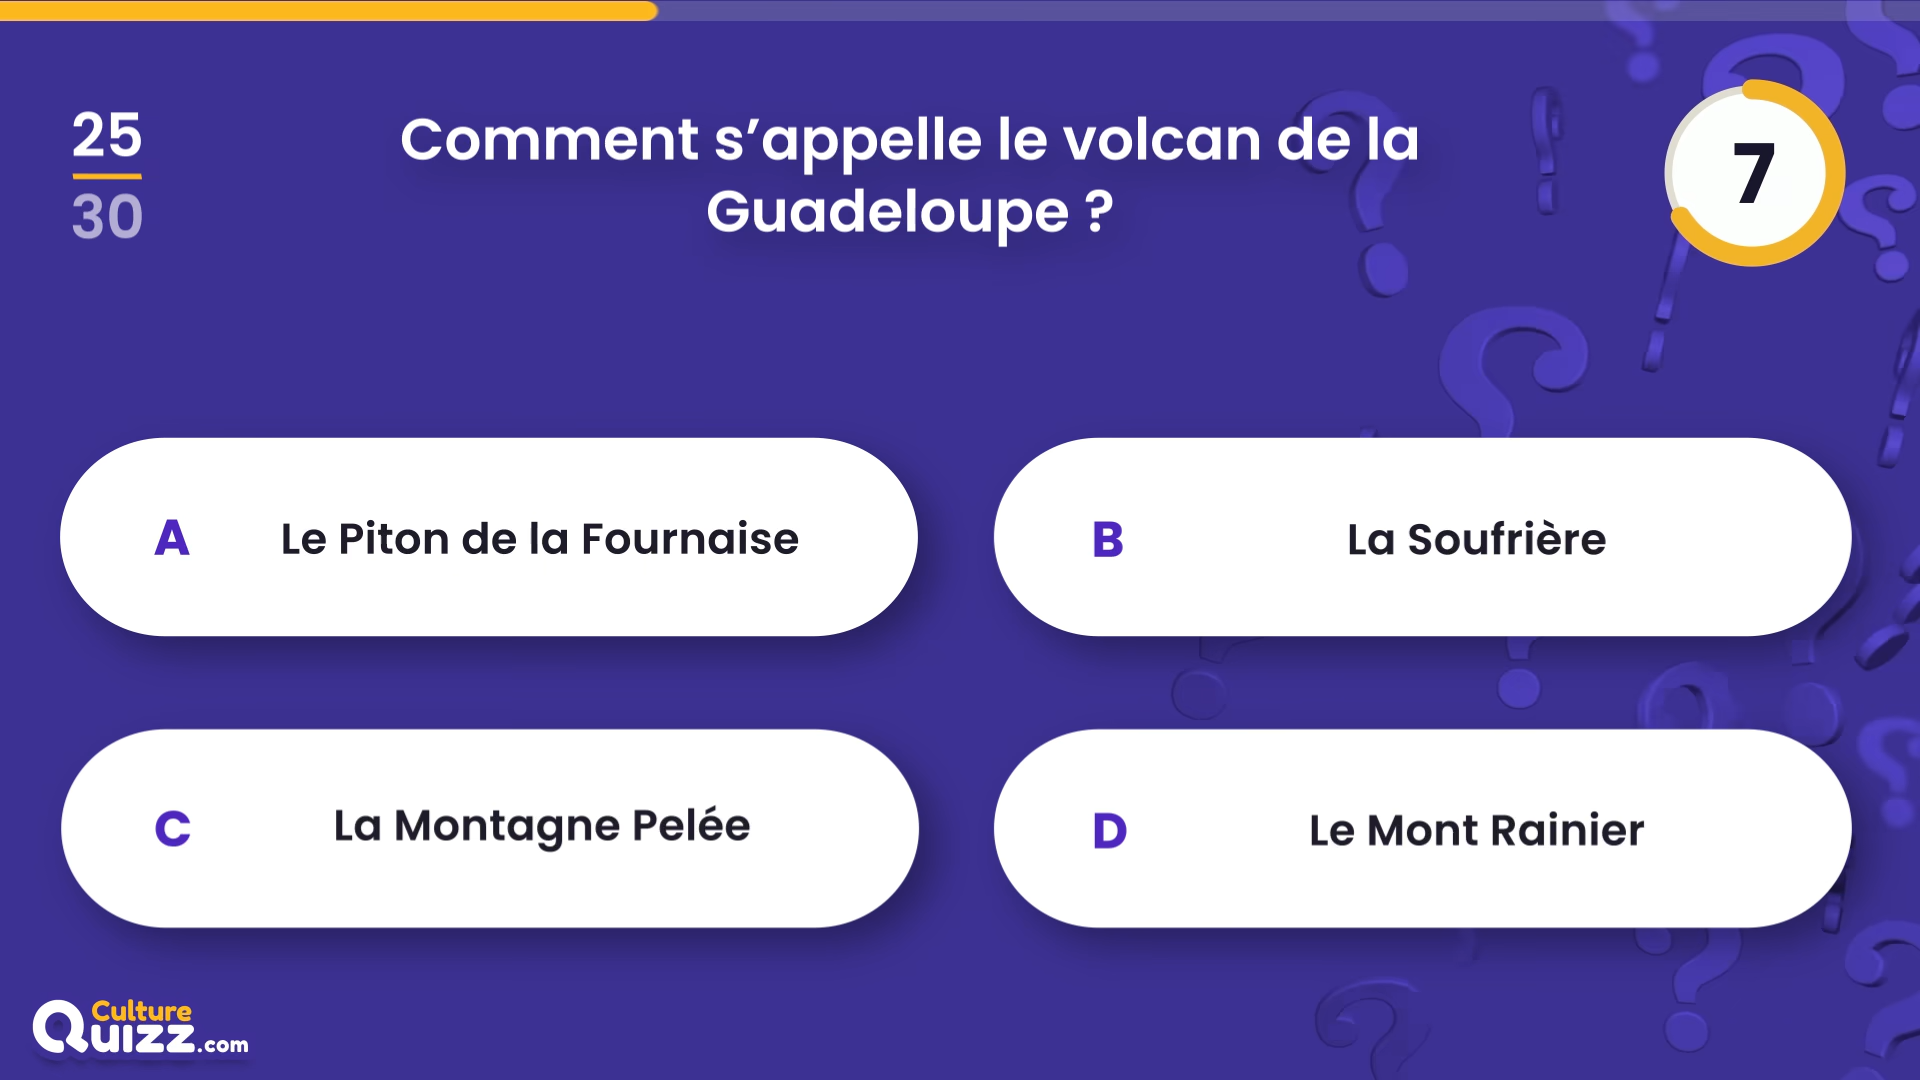 25
30
Comment s’appelle le volcan de la
Guadeloupe ?
7
A Le Piton de la Fournaise
B La Soufrière
C La Montagne Pelée
D Le Mont Rainier
Culture
Quizz.com